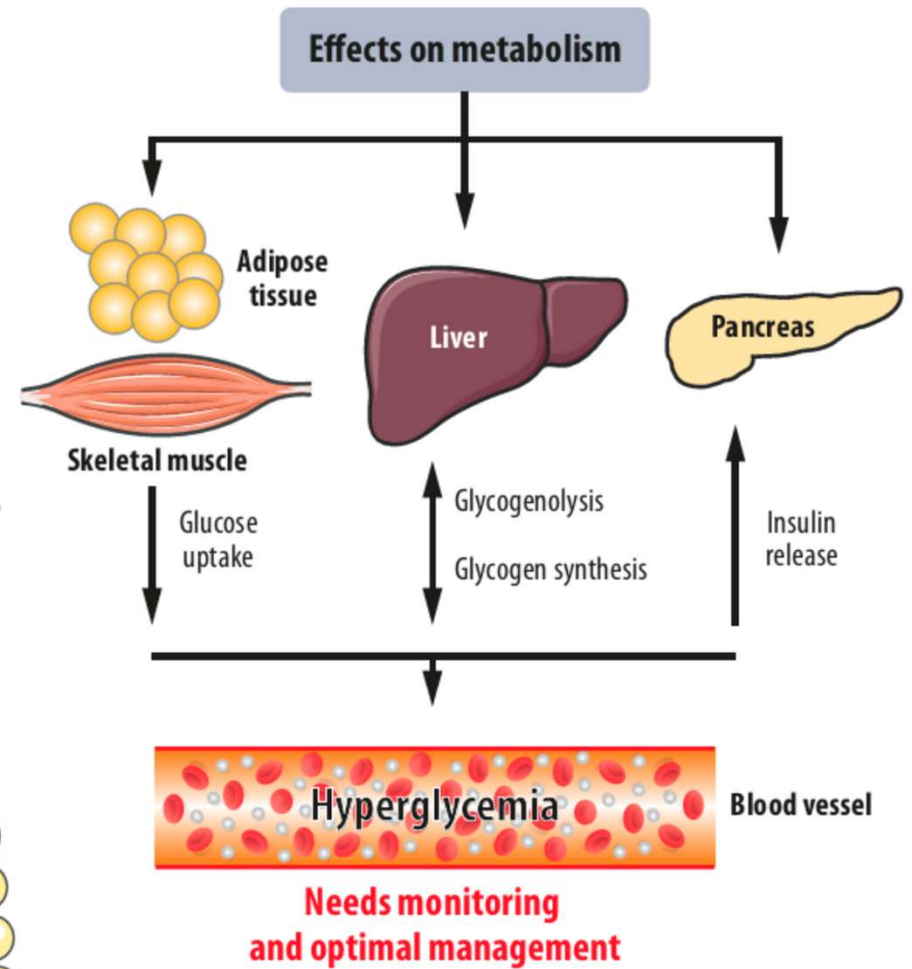 Effects on metabolism
Adipose
tissue
Liver
Pancreas
Skeletal muscle
Glucose
uptake
Glycogenolysis
Glycogen synthesis
Insulin
release
Hyperglycemia
Blood vessel
Needs monitoring
and optimal management